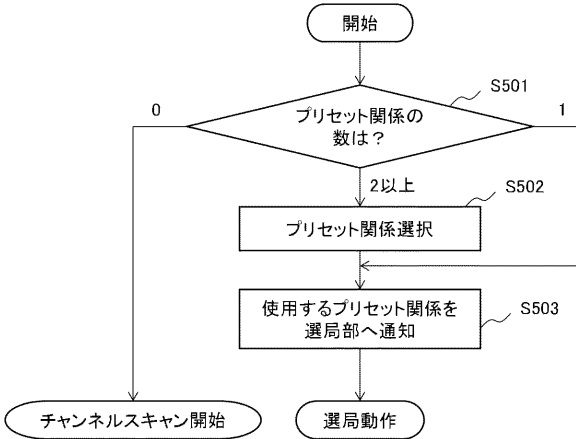 開始
S501
0
プリセット関係の
数は？
1
2以上
S502
プリセット関係選択
使用するプリセット関係を
選局部へ通知
S503
チャンネルスキャン開始
選局動作